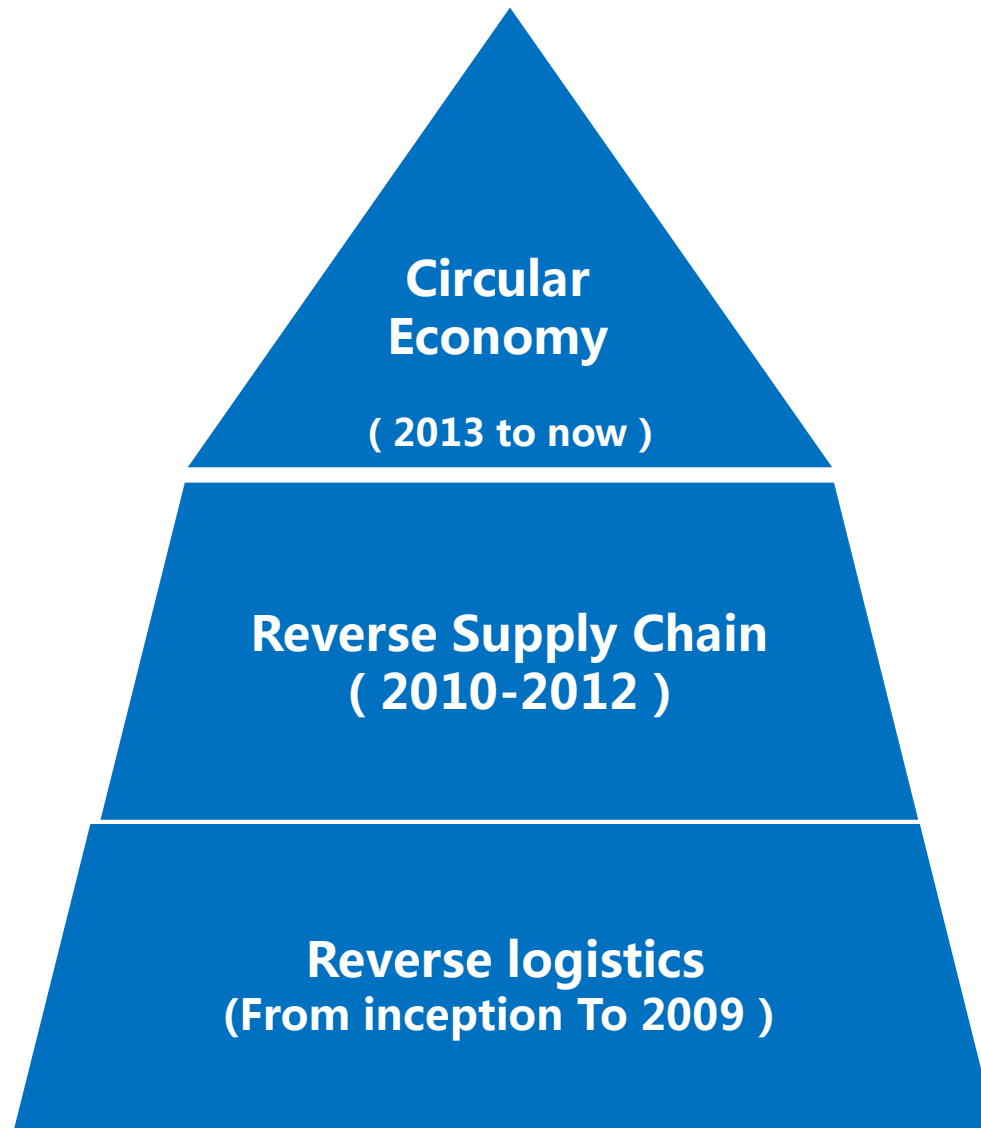 Circular
Economy
( 2013 to now )
Reverse Supply Chain
( 2010-2012 )
Reverse logistics
(From inception To 2009 )